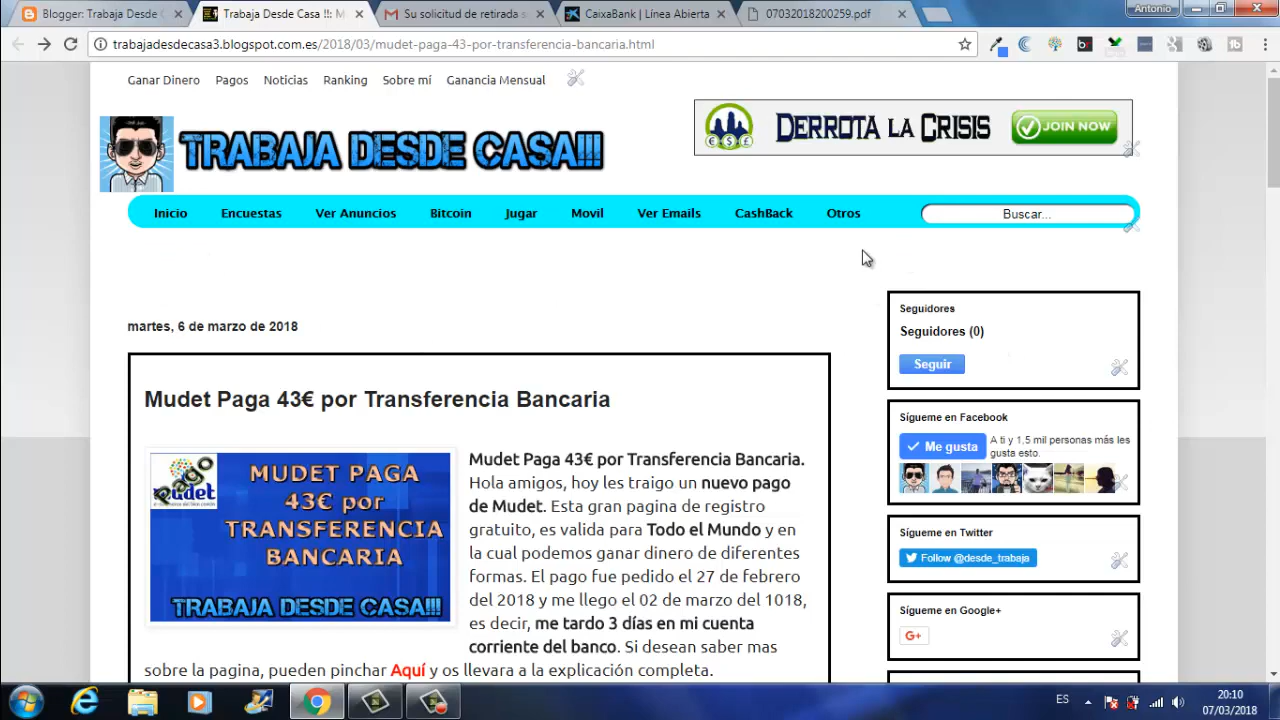 Blogger: Trabaja Desde C
Trabaja Desde Casa !!!: M
Su solicitud de retirada s
CaixaBank | Línea Abierta
07032018200259.pdf
Antonio
trabajadesdecasa3.blogspot.com.es/2018/03/mudet-paga-43-por-transferencia-bancaria.html
Ganar Dinero Pagos Noticias Ranking Sobre mí Ganancia Mensual
TRABAJA DESDE CASA!!!
DERROTA LA CRISIS JOIN NOW
Inicio Encuestas Ver Anuncios Bitcoin Jugar Movil Ver Emails CashBack Otros Buscar...
martes, 6 de marzo de 2018
Mudet Paga 43€ por Transferencia Bancaria
pago
mudet
MUDET PAGA
43€ por
TRANSFERENCIA
BANCARIA
TRABAJA DESDE CASA!!!
Mudet Paga 43€ por Transferencia Bancaria.
Hola amigos, hoy les traigo un nuevo pago
de Mudet. Esta gran pagina de registro
gratuito, es valida para Todo el Mundo y en
la cual podemos ganar dinero de diferentes
formas. El pago fue pedido el 27 de febrero
del 2018 y me llego el 02 de marzo del 1018,
es decir, me tardo 3 días en mi cuenta
corriente del banco. Si desean saber mas
sobre la pagina, pueden pinchar Aquí y os llevara a la explicación completa.
Seguidores
Seguidores (0)
Seguir
Sígueme en Facebook
Me gusta
A ti y 1,5 mil personas más les
gusta esto.
Sígueme en Twitter
Follow @desde_trabaja
Sígueme en Google+
G+
ES
20:10
07/03/2018